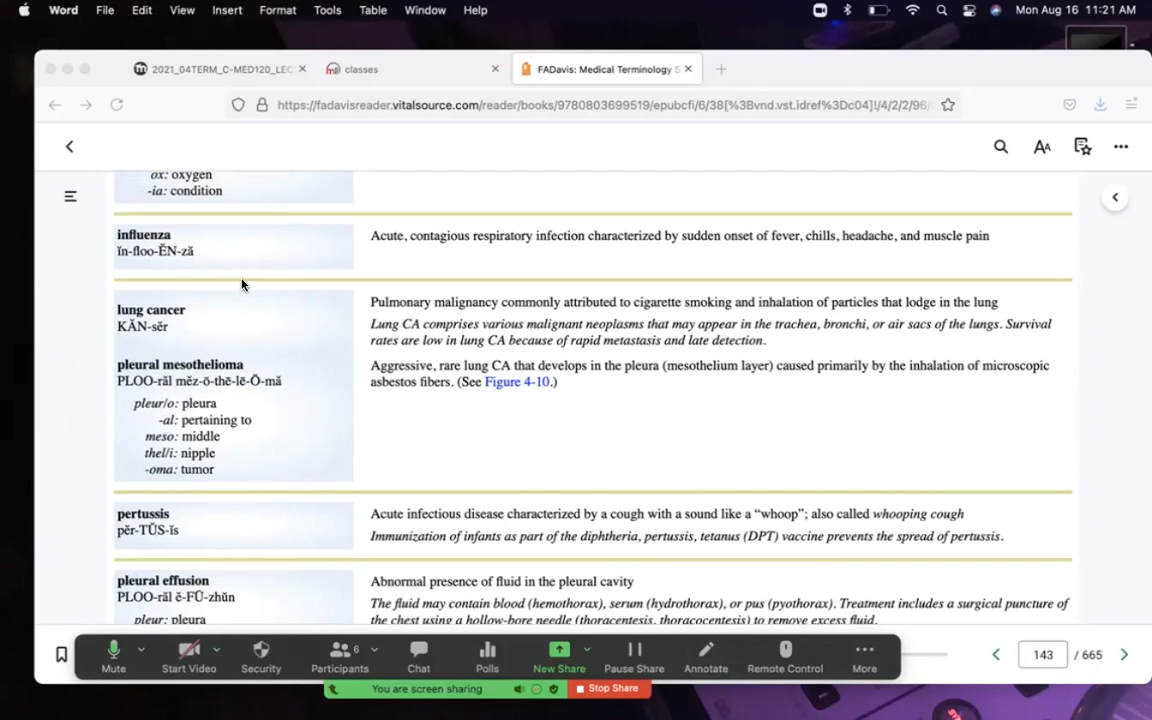 Word File Edit View Insert Format Tools Table Window Help Mon Aug 16 11:21 AM
2021_04TERM_C-MED120_LEC classes FADavis: Medical Terminology S
https://fadavisreader.vitalsource.com/reader/books/9780803699519/epubcfi/6/38[%3Bvnd.vst.idref%3Dc04]!/4/2/2/96/
AA
ox: oxygen
-ia: condition
influenza
ĭn-floo-ĔN-ză
Acute, contagious respiratory infection characterized by sudden onset of fever, chills, headache, and muscle pain
lung cancer
KĂN-sĕr
Pulmonary malignancy commonly attributed to cigarette smoking and inhalation of particles that lodge in the lung
Lung CA comprises various malignant neoplasms that may appear in the trachea, bronchi, or air sacs of the lungs. Survival
rates are low in lung CA because of rapid metastasis and late detection.
pleural mesothelioma
PLOO-răl mĕz-ō-thē-lē-Ō-mă
pleur/o: pleura
-al: pertaining to
meso: middle
thel/i: nipple
-oma: tumor
Aggressive, rare lung CA that develops in the pleura (mesothelium layer) caused primarily by the inhalation of microscopic
asbestos fibers. (See Figure 4-10.)
pertussis
pĕr-TŬS-ĭs
Acute infectious disease characterized by a cough with a sound like a “whoop”; also called whooping cough
Immunization of infants as part of the diphtheria, pertussis, tetanus (DPT) vaccine prevents the spread of pertussis.
pleural effusion
PLOO-răl ĕ-FŪ-zhŭn
pleur: pleura
Abnormal presence of fluid in the pleural cavity
The fluid may contain blood (hemothorax), serum (hydrothorax), or pus (pyothorax). Treatment includes a surgical puncture of
the chest using a hollow-bore needle (thoracentesis, thoracocentesis) to remove excess fluid.
Mute Start Video Security Participants 6 Chat Polls New Share Pause Share Annotate Remote Control More
143 / 665
You are screen sharing Stop Share